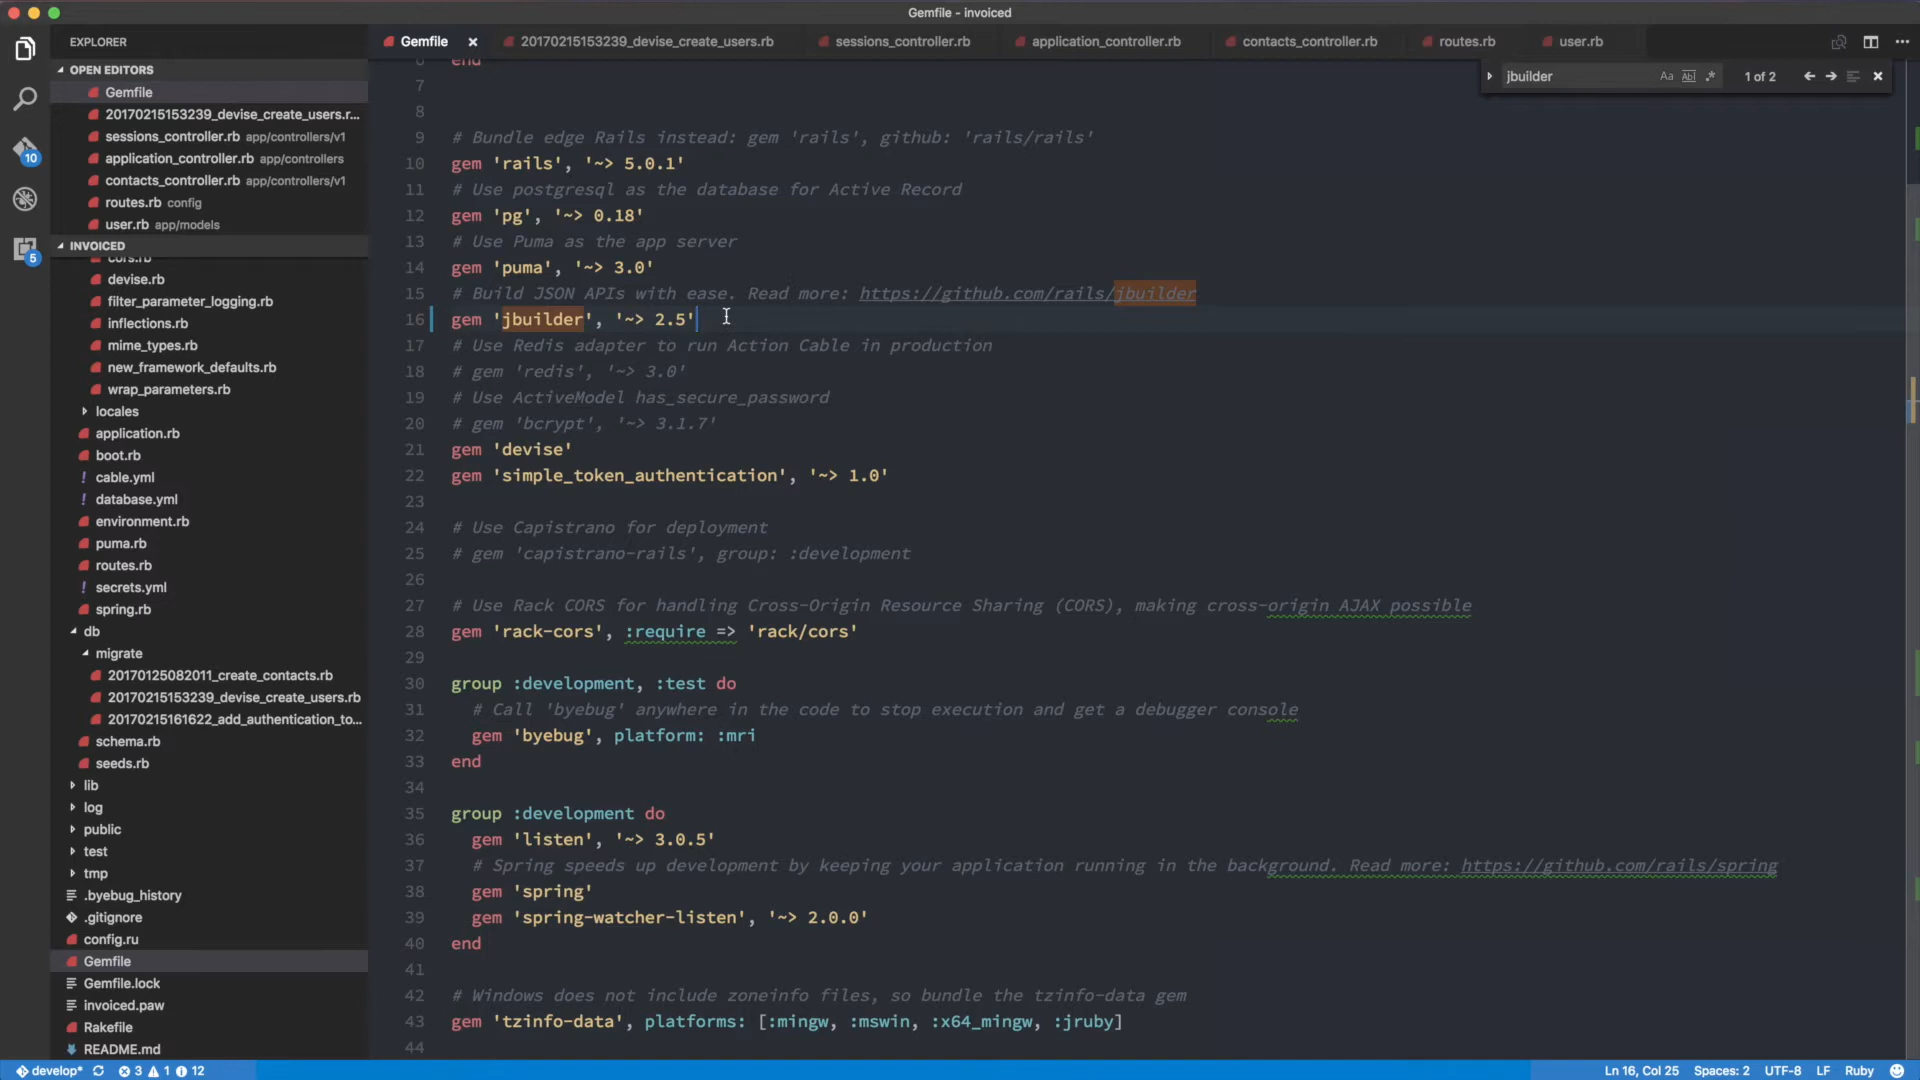 Gemfile - invoiced
EXPLORER
OPEN EDITORS
Gemfile
20170215153239_devise_create_users.r...
sessions_controller.rb app/controllers/v1
application_controller.rb app/controllers
contacts_controller.rb app/controllers/v1
routes.rb config
user.rb app/models
INVOICED
cors.rb
devise.rb
filter_parameter_logging.rb
inflections.rb
mime_types.rb
new_framework_defaults.rb
wrap_parameters.rb
locales
application.rb
boot.rb
! cable.yml
! database.yml
environment.rb
puma.rb
routes.rb
! secrets.yml
spring.rb
db
migrate
20170125082011_create_contacts.rb
20170215153239_devise_create_users.rb
20170215161622_add_authentication_to...
schema.rb
seeds.rb
lib
log
public
test
tmp
.byebug_history
.gitignore
config.ru
Gemfile
Gemfile.lock
invoiced.paw
Rakefile
README.md
10
5
Gemfile 20170215153239_devise_create_users.rb sessions_controller.rb application_controller.rb contacts_controller.rb routes.rb user.rb
jbuilder Aa Abl .* 1 of 2
6 end
7
8
9 # Bundle edge Rails instead: gem 'rails', github: 'rails/rails'
10 gem 'rails', '~> 5.0.1'
11 # Use postgresql as the database for Active Record
12 gem 'pg', '~> 0.18'
13 # Use Puma as the app server
14 gem 'puma', '~> 3.0'
15 # Build JSON APIs with ease. Read more: https://github.com/rails/jbuilder
16 gem 'jbuilder', '~> 2.5'
17 # Use Redis adapter to run Action Cable in production
18 # gem 'redis', '~> 3.0'
19 # Use ActiveModel has_secure_password
20 # gem 'bcrypt', '~> 3.1.7'
21 gem 'devise'
22 gem 'simple_token_authentication', '~> 1.0'
23
24 # Use Capistrano for deployment
25 # gem 'capistrano-rails', group: :development
26
27 # Use Rack CORS for handling Cross-Origin Resource Sharing (CORS), making cross-origin AJAX possible
28 gem 'rack-cors', :require => 'rack/cors'
29
30 group :development, :test do
31 # Call 'byebug' anywhere in the code to stop execution and get a debugger console
32 gem 'byebug', platform: :mri
33 end
34
35 group :development do
36 gem 'listen', '~> 3.0.5'
37 # Spring speeds up development by keeping your application running in the background. Read more: https://github.com/rails/spring
38 gem 'spring'
39 gem 'spring-watcher-listen', '~> 2.0.0'
40 end
41
42 # Windows does not include zoneinfo files, so bundle the tzinfo-data gem
43 gem 'tzinfo-data', platforms: [:mingw, :mswin, :x64_mingw, :jruby]
44
develop* 3 1 12 Ln 16, Col 25 Spaces: 2 UTF-8 LF Ruby